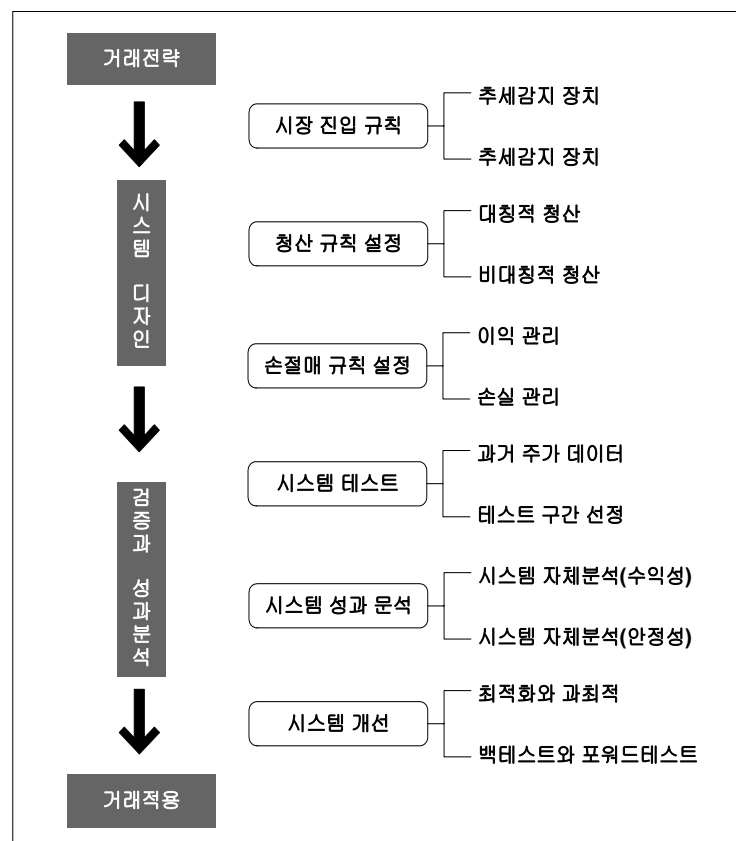 거래전략
시장 진입 규칙
추세감지 장치
추세감지 장치
시스템 디자인
청산 규칙 설정
대칭적 청산
비대칭적 청산
손절매 규칙 설정
이익 관리
손실 관리
검증과 성과분석
시스템 테스트
과거 주가 데이터
테스트 구간 선정
시스템 성과 문석
시스템 자체분석(수익성)
시스템 자체분석(안정성)
시스템 개선
최적화와 과최적
백테스트와 포워드테스트
거래적용